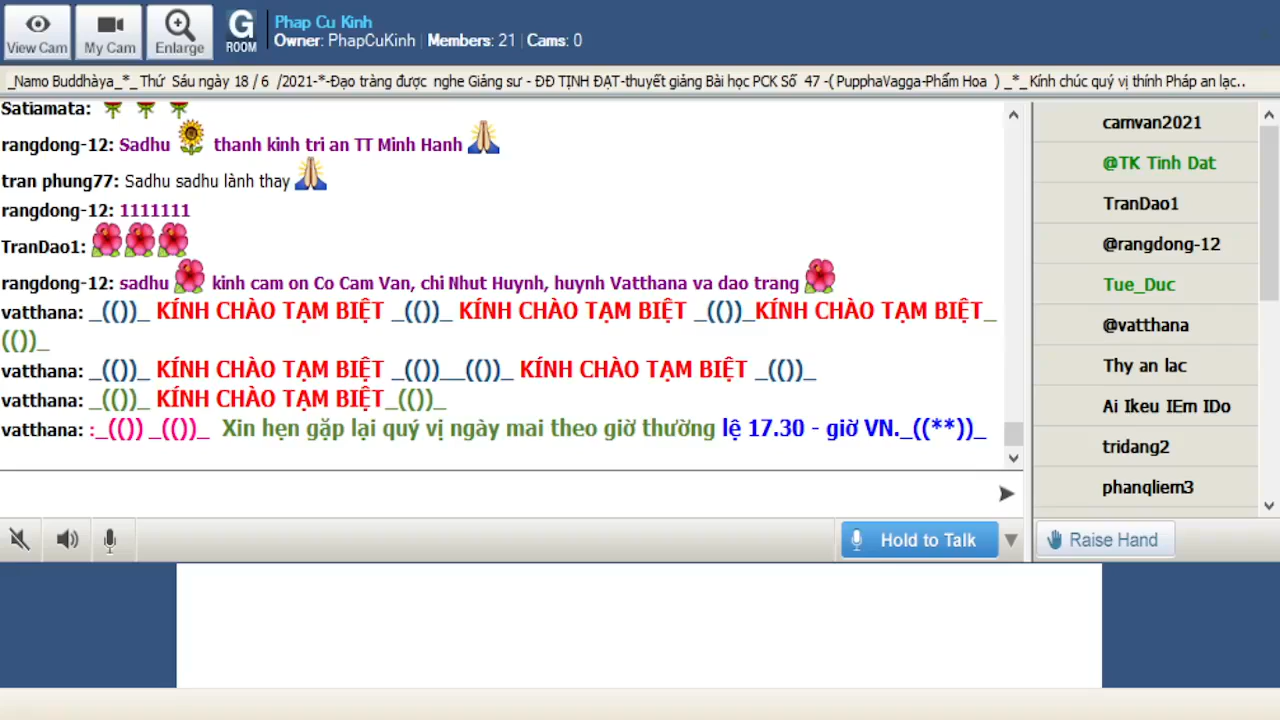 View Cam
My Cam
Enlarge
G
ROOM
Phap Cu Kinh
Owner: PhapCuKinh | Members: 21 | Cams: 0
_Namo Buddhàya_*_ Thứ Sáu ngày 18 / 6 /2021-*-Đạo tràng được nghe Giảng sư - ĐĐ TỊNH ĐẠT-thuyết giảng Bài học PCK Số 47 -( PupphaVagga-Phẩm Hoa ) _*_ Kính chúc quý vị thính Pháp an lạc..
Satiamata:
rangdong-12: Sadhu thanh kinh tri an TT Minh Hanh
tran phung77: Sadhu sadhu lành thay
rangdong-12: 1111111
TranDao1:
rangdong-12: sadhu kinh cam on Co Cam Van, chi Nhut Huynh, huynh Vatthana va dao trang
vatthana: _(())_ KÍNH CHÀO TẠM BIỆT _(())_ KÍNH CHÀO TẠM BIỆT _(())_KÍNH CHÀO TẠM BIỆT_
(())_
vatthana: _(())_ KÍNH CHÀO TẠM BIỆT _(())__(())_ KÍNH CHÀO TẠM BIỆT _(())_
vatthana: _(())_ KÍNH CHÀO TẠM BIỆT_(())_
vatthana: :_(()) _(())_ Xin hẹn gặp lại quý vị ngày mai theo giờ thường lệ 17.30 - giờ VN._((**))_
camvan2021
@TK Tinh Dat
TranDao1
@rangdong-12
Tue_Duc
@vatthana
Thy an lac
Ai Ikeu IEm IDo
tridang2
phanqliem3
Hold to Talk
Raise Hand